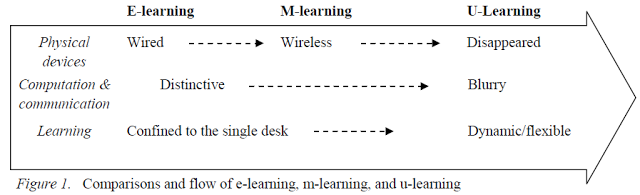 E-learning M-learning U-Learning
Physical devices Wired Wireless Disappeared
Computation & communication Distinctive Blurry
Learning Confined to the single desk Dynamic/flexible
Figure 1. Comparisons and flow of e-learning, m-learning, and u-learning